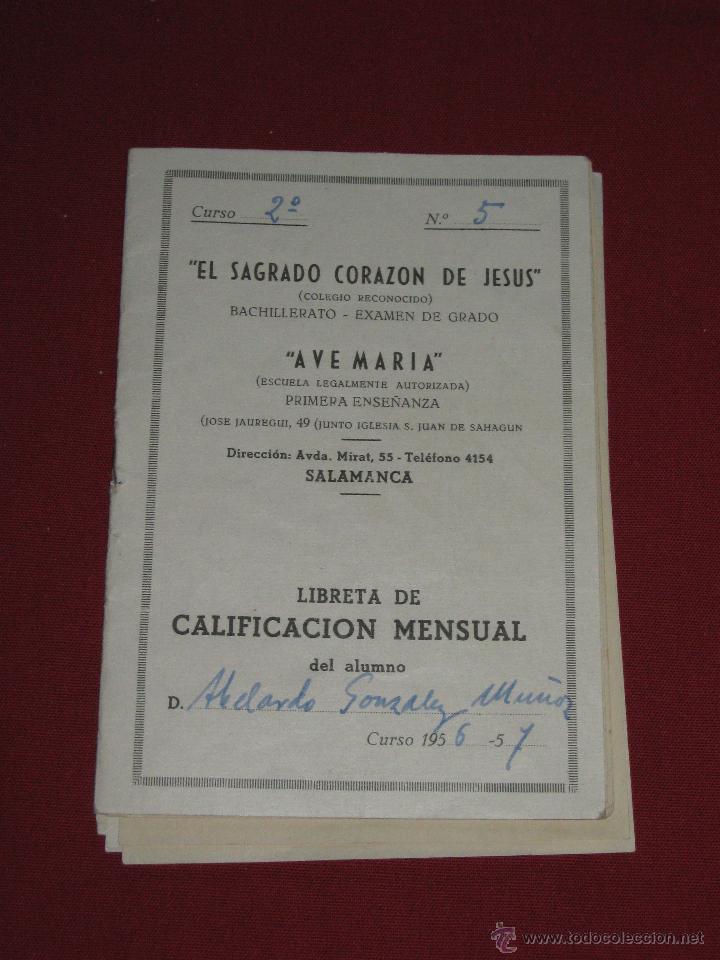 Curso 2º Nº 5
"EL SAGRADO CORAZON DE JESUS"
(COLEGIO RECONOCIDO)
BACHILLERATO - EXAMEN DE GRADO
"AVE MARIA"
(ESCUELA LEGALMENTE AUTORIZADA)
PRIMERA ENSEÑANZA
(JOSE JAUREGUI, 49 (JUNTO IGLESIA S. JUAN DE SAHAGUN
Dirección: Avda. Mirat, 55 - Teléfono 4154
SALAMANCA
LIBRETA DE
CALIFICACION MENSUAL
del alumno
D. Abelardo Gonzalez Muñoz
Curso 1956-57
© www.todocoleccion.net